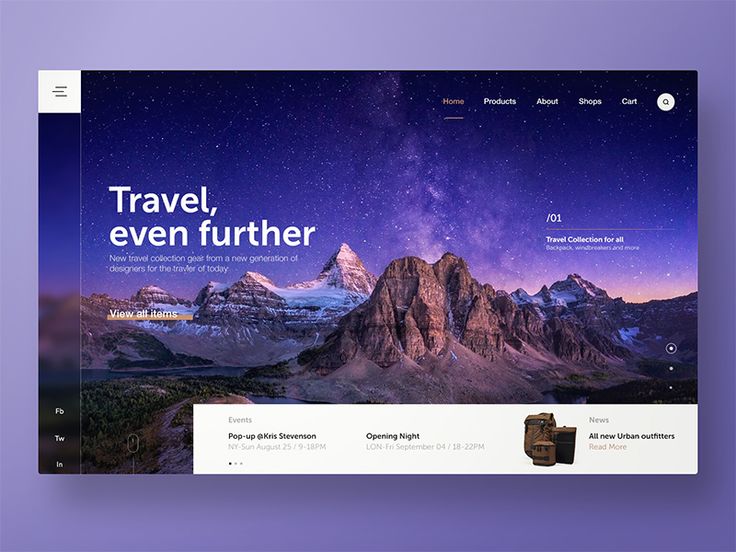 Home Products About Shops Cart
Travel,
even further
New travel collection gear from a new generation of
designers for the travler of today
View all items
/01
Travel Collection for all
Backpack, windbreakers and more
Fb
Tw
In
Events
Pop-up @Kris Stevenson
NY-Sun August 25 / 9-18PM
Opening Night
LON-Fri September 04 / 18-22PM
News
All new Urban outfitters
Read More